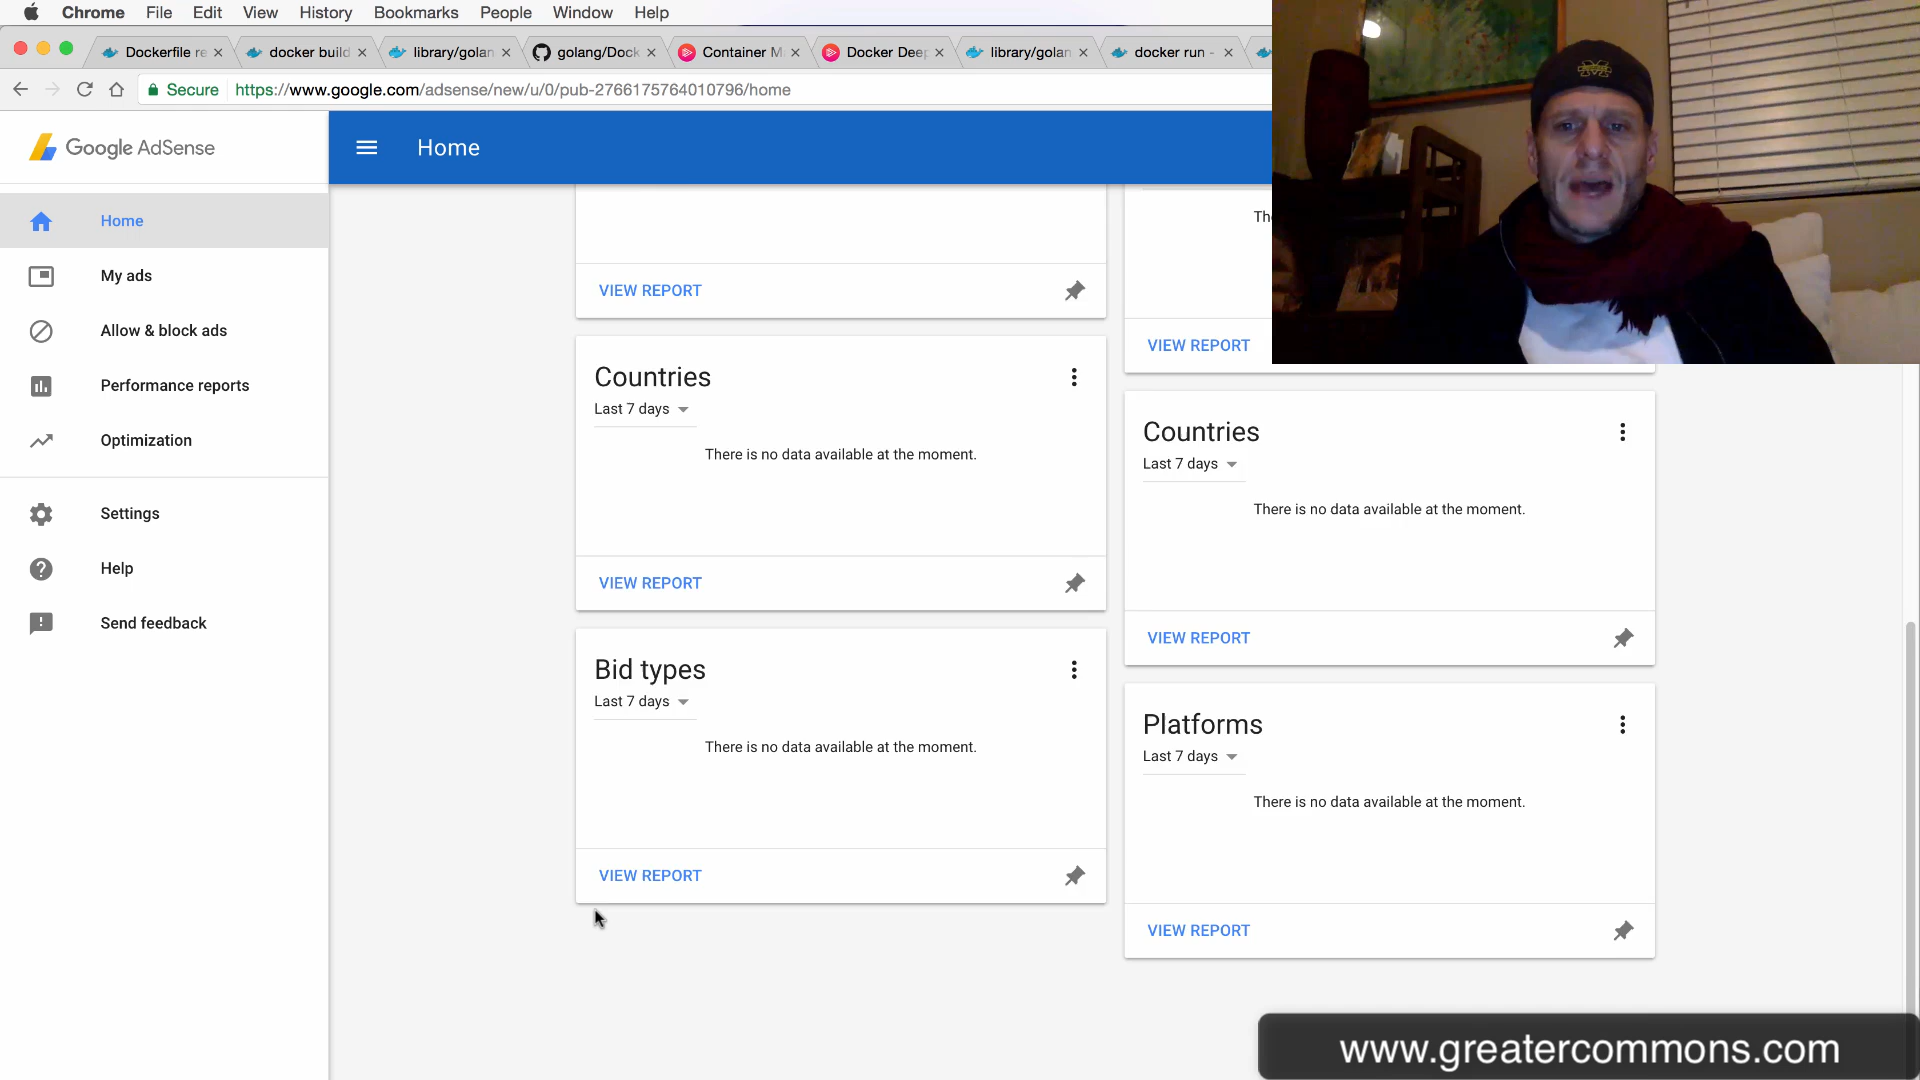 Chrome File Edit View History Bookmarks People Window Help
Dockerfile re docker build library/golan golang/Dock Container M Docker Deep library/golan docker run -
Secure https://www.google.com/adsense/new/u/0/pub-2766175764010796/home
Google AdSense
Home
Home
My ads
Allow & block ads
Performance reports
Optimization
Settings
Help
Send feedback
VIEW REPORT
Countries
Last 7 days
There is no data available at the moment.
VIEW REPORT
Bid types
Last 7 days
There is no data available at the moment.
VIEW REPORT
VIEW REPORT
Countries
Last 7 days
There is no data available at the moment.
VIEW REPORT
Platforms
Last 7 days
There is no data available at the moment.
VIEW REPORT
www.greatercommons.com